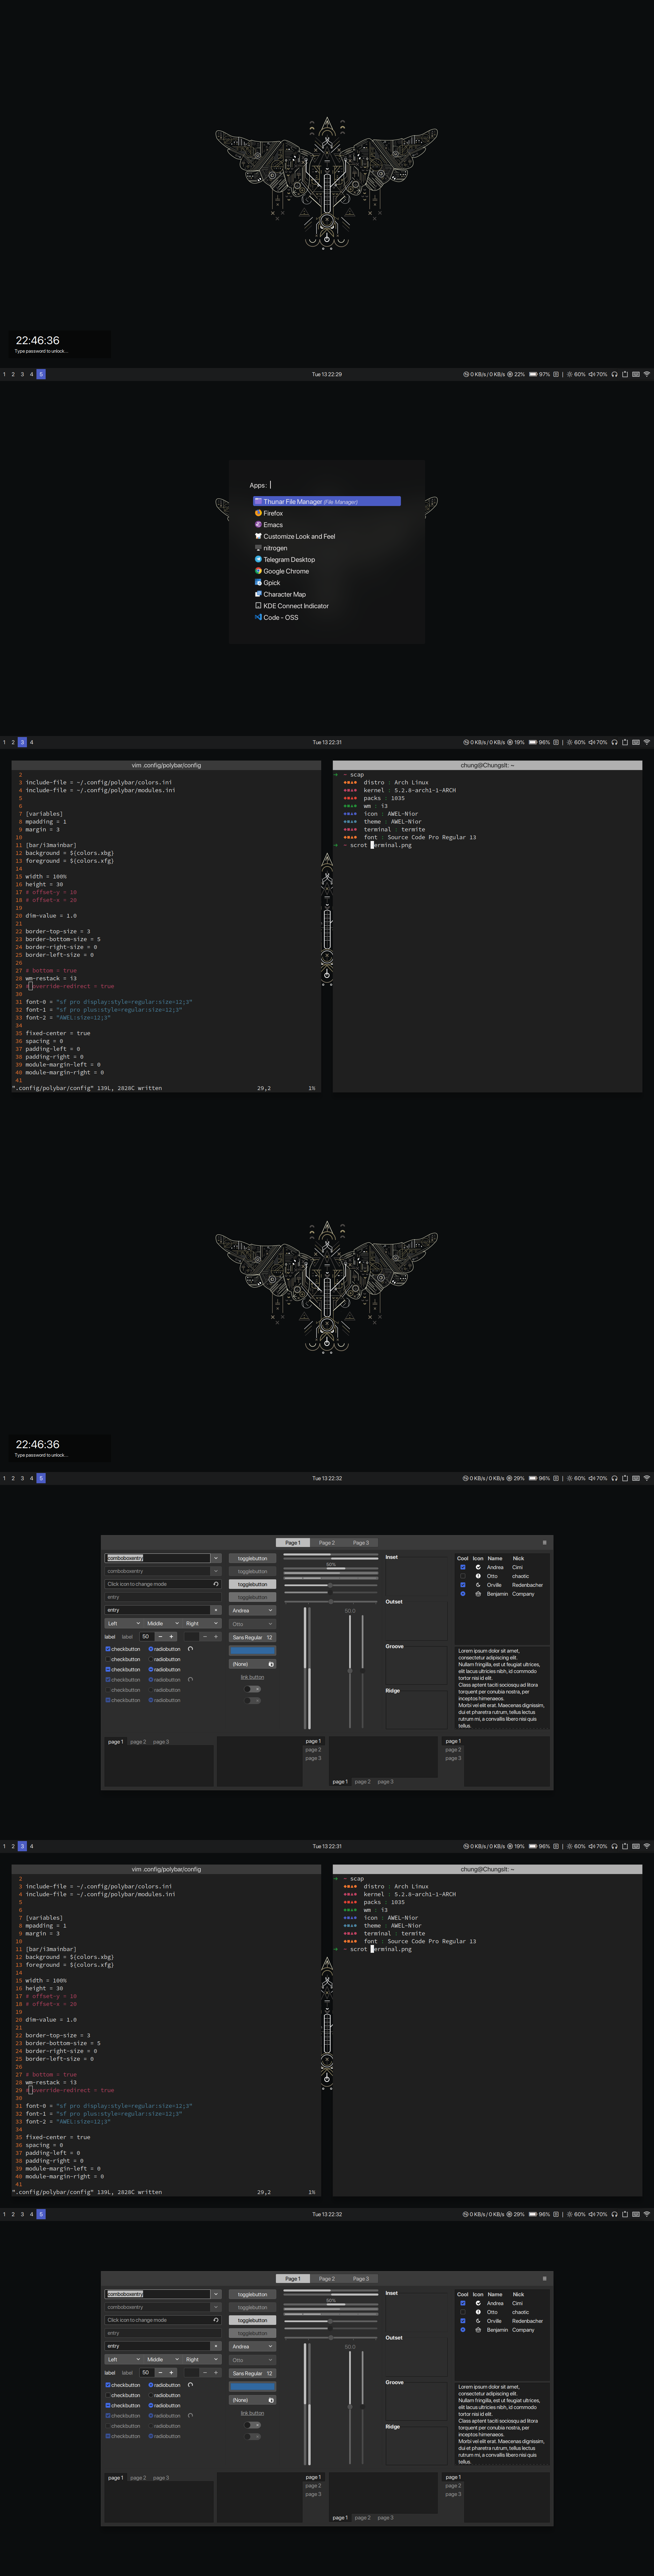 22:46:36
Type password to unlock...
1 2 3 4 5 Tue 13 22:29 0 KB/s / 0 KB/s 22% 97% | 60% 70%
Apps:
Thunar File Manager (File Manager)
Firefox
Emacs
Customize Look and Feel
nitrogen
Telegram Desktop
Google Chrome
Gpick
Character Map
KDE Connect Indicator
Code - OSS
1 2 3 4 Tue 13 22:31 0 KB/s / 0 KB/s 19% 96% | 60% 70%
vim .config/polybar/config
2
3 include-file = ~/.config/polybar/colors.ini
4 include-file = ~/.config/polybar/modules.ini
5
6
7 [variables]
8 mpadding = 1
9 margin = 3
10
11 [bar/i3mainbar]
12 background = ${colors.xbg}
13 foreground = ${colors.xfg}
14
15 width = 100%
16 height = 30
17 # offset-y = 10
18 # offset-x = 20
19
20 dim-value = 1.0
21
22 border-top-size = 3
23 border-bottom-size = 5
24 border-right-size = 0
25 border-left-size = 0
26
27 # bottom = true
28 wm-restack = i3
29 # override-redirect = true
30
31 font-0 = "sf pro display:style=regular:size=12;3"
32 font-1 = "sf pro plus:style=regular:size=12;3"
33 font-2 = "AWEL:size=12;3"
34
35 fixed-center = true
36 spacing = 0
37 padding-left = 0
38 padding-right = 0
39 module-margin-left = 0
40 module-margin-right = 0
41
".config/polybar/config" 139L, 2828C written 29,2 1%
chung@Chungsit: ~
~ scap
distro : Arch Linux
kernel : 5.2.8-arch1-1-ARCH
packs : 1035
wm : i3
icon : AWEL-Nior
theme : AWEL-Nior
terminal : termite
font : Source Code Pro Regular 13
~ scrot terminal.png
22:46:36
Type password to unlock...
1 2 3 4 5 Tue 13 22:32 0 KB/s / 0 KB/s 29% 96% | 60% 70%
Page 1 Page 2 Page 3
comboboxentry
comboboxentry
Click icon to change mode
entry
entry
Left Middle Right
label label 50
checkbutton radiobutton
checkbutton radiobutton
checkbutton radiobutton
checkbutton radiobutton
checkbutton radiobutton
checkbutton radiobutton
togglebutton
togglebutton
togglebutton
togglebutton
Andrea
Otto
Sans Regular 12
(None)
link button
50%
50.0
Inset
Outset
Groove
Ridge
Cool Icon Name Nick
Andrea Cimi
Otto chaotic
Orville Redenbacher
Benjamin Company
Lorem ipsum dolor sit amet,
consectetur adipiscing elit.
Nullam fringilla, est ut feugiat ultrices,
elit lacus ultricies nibh, id commodo
tortor nisi id elit.
Class aptent taciti sociosqu ad litora
torquent per conubia nostra, per
inceptos himenaeos.
Morbi vel elit erat. Maecenas dignissim,
dui et pharetra rutrum, tellus lectus
rutrum mi, a convallis libero nisi quis
tellus.
page 1 page 2 page 3
page 1
page 2
page 3
page 1 page 2 page 3
page 1
page 2
page 3
1 2 3 4 Tue 13 22:31 0 KB/s / 0 KB/s 19% 96% | 60% 70%
vim .config/polybar/config
2
3 include-file = ~/.config/polybar/colors.ini
4 include-file = ~/.config/polybar/modules.ini
5
6
7 [variables]
8 mpadding = 1
9 margin = 3
10
11 [bar/i3mainbar]
12 background = ${colors.xbg}
13 foreground = ${colors.xfg}
14
15 width = 100%
16 height = 30
17 # offset-y = 10
18 # offset-x = 20
19
20 dim-value = 1.0
21
22 border-top-size = 3
23 border-bottom-size = 5
24 border-right-size = 0
25 border-left-size = 0
26
27 # bottom = true
28 wm-restack = i3
29 # override-redirect = true
30
31 font-0 = "sf pro display:style=regular:size=12;3"
32 font-1 = "sf pro plus:style=regular:size=12;3"
33 font-2 = "AWEL:size=12;3"
34
35 fixed-center = true
36 spacing = 0
37 padding-left = 0
38 padding-right = 0
39 module-margin-left = 0
40 module-margin-right = 0
41
".config/polybar/config" 139L, 2828C written 29,2 1%
chung@Chungsit: ~
~ scap
distro : Arch Linux
kernel : 5.2.8-arch1-1-ARCH
packs : 1035
wm : i3
icon : AWEL-Nior
theme : AWEL-Nior
terminal : termite
font : Source Code Pro Regular 13
~ scrot terminal.png
1 2 3 4 5 Tue 13 22:32 0 KB/s / 0 KB/s 29% 96% | 60% 70%
Page 1 Page 2 Page 3
comboboxentry
comboboxentry
Click icon to change mode
entry
entry
Left Middle Right
label label 50
checkbutton radiobutton
checkbutton radiobutton
checkbutton radiobutton
checkbutton radiobutton
checkbutton radiobutton
checkbutton radiobutton
togglebutton
togglebutton
togglebutton
togglebutton
Andrea
Otto
Sans Regular 12
(None)
link button
50%
50.0
Inset
Outset
Groove
Ridge
Cool Icon Name Nick
Andrea Cimi
Otto chaotic
Orville Redenbacher
Benjamin Company
Lorem ipsum dolor sit amet,
consectetur adipiscing elit.
Nullam fringilla, est ut feugiat ultrices,
elit lacus ultricies nibh, id commodo
tortor nisi id elit.
Class aptent taciti sociosqu ad litora
torquent per conubia nostra, per
inceptos himenaeos.
Morbi vel elit erat. Maecenas dignissim,
dui et pharetra rutrum, tellus lectus
rutrum mi, a convallis libero nisi quis
tellus.
page 1 page 2 page 3
page 1
page 2
page 3
page 1 page 2 page 3
page 1
page 2
page 3